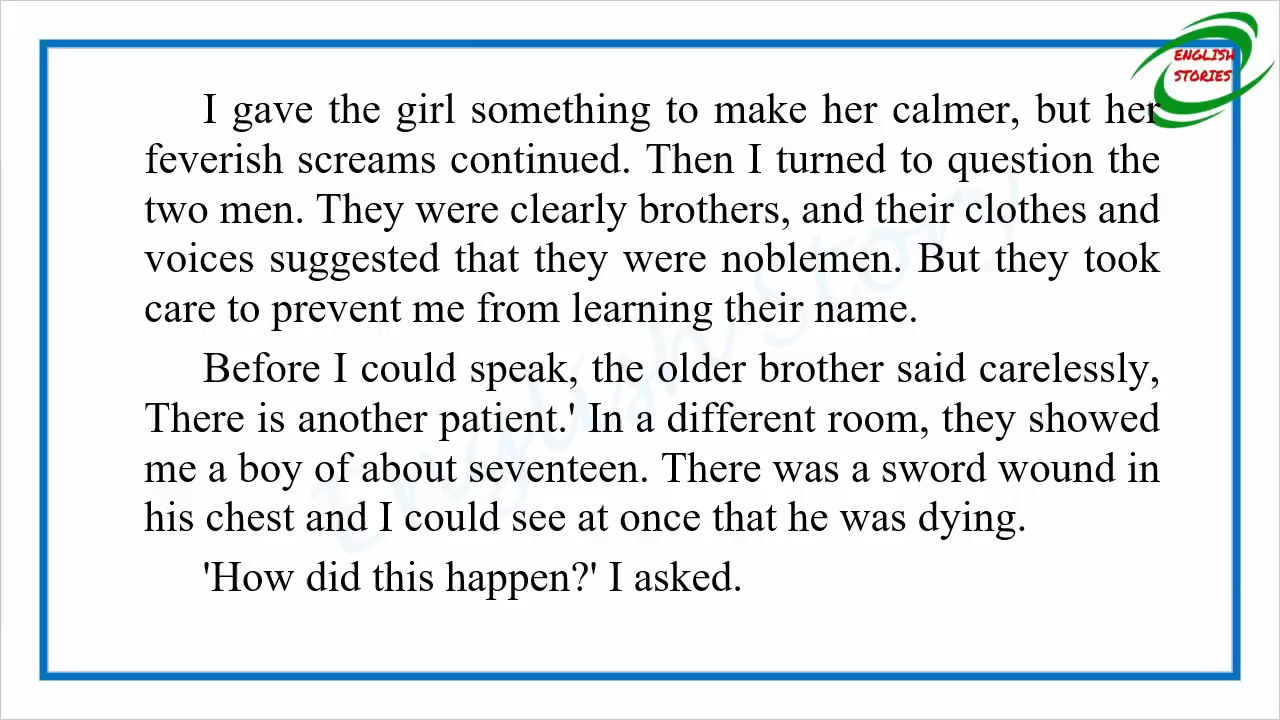 ENGLISH
STORIES
I gave the girl something to make her calmer, but her
feverish screams continued. Then I turned to question the
two men. They were clearly brothers, and their clothes and
voices suggested that they were noblemen. But they took
care to prevent me from learning their name.
Before I could speak, the older brother said carelessly,
There is another patient.' In a different room, they showed
me a boy of about seventeen. There was a sword wound in
his chest and I could see at once that he was dying.
'How did this happen?' I asked.
English Story